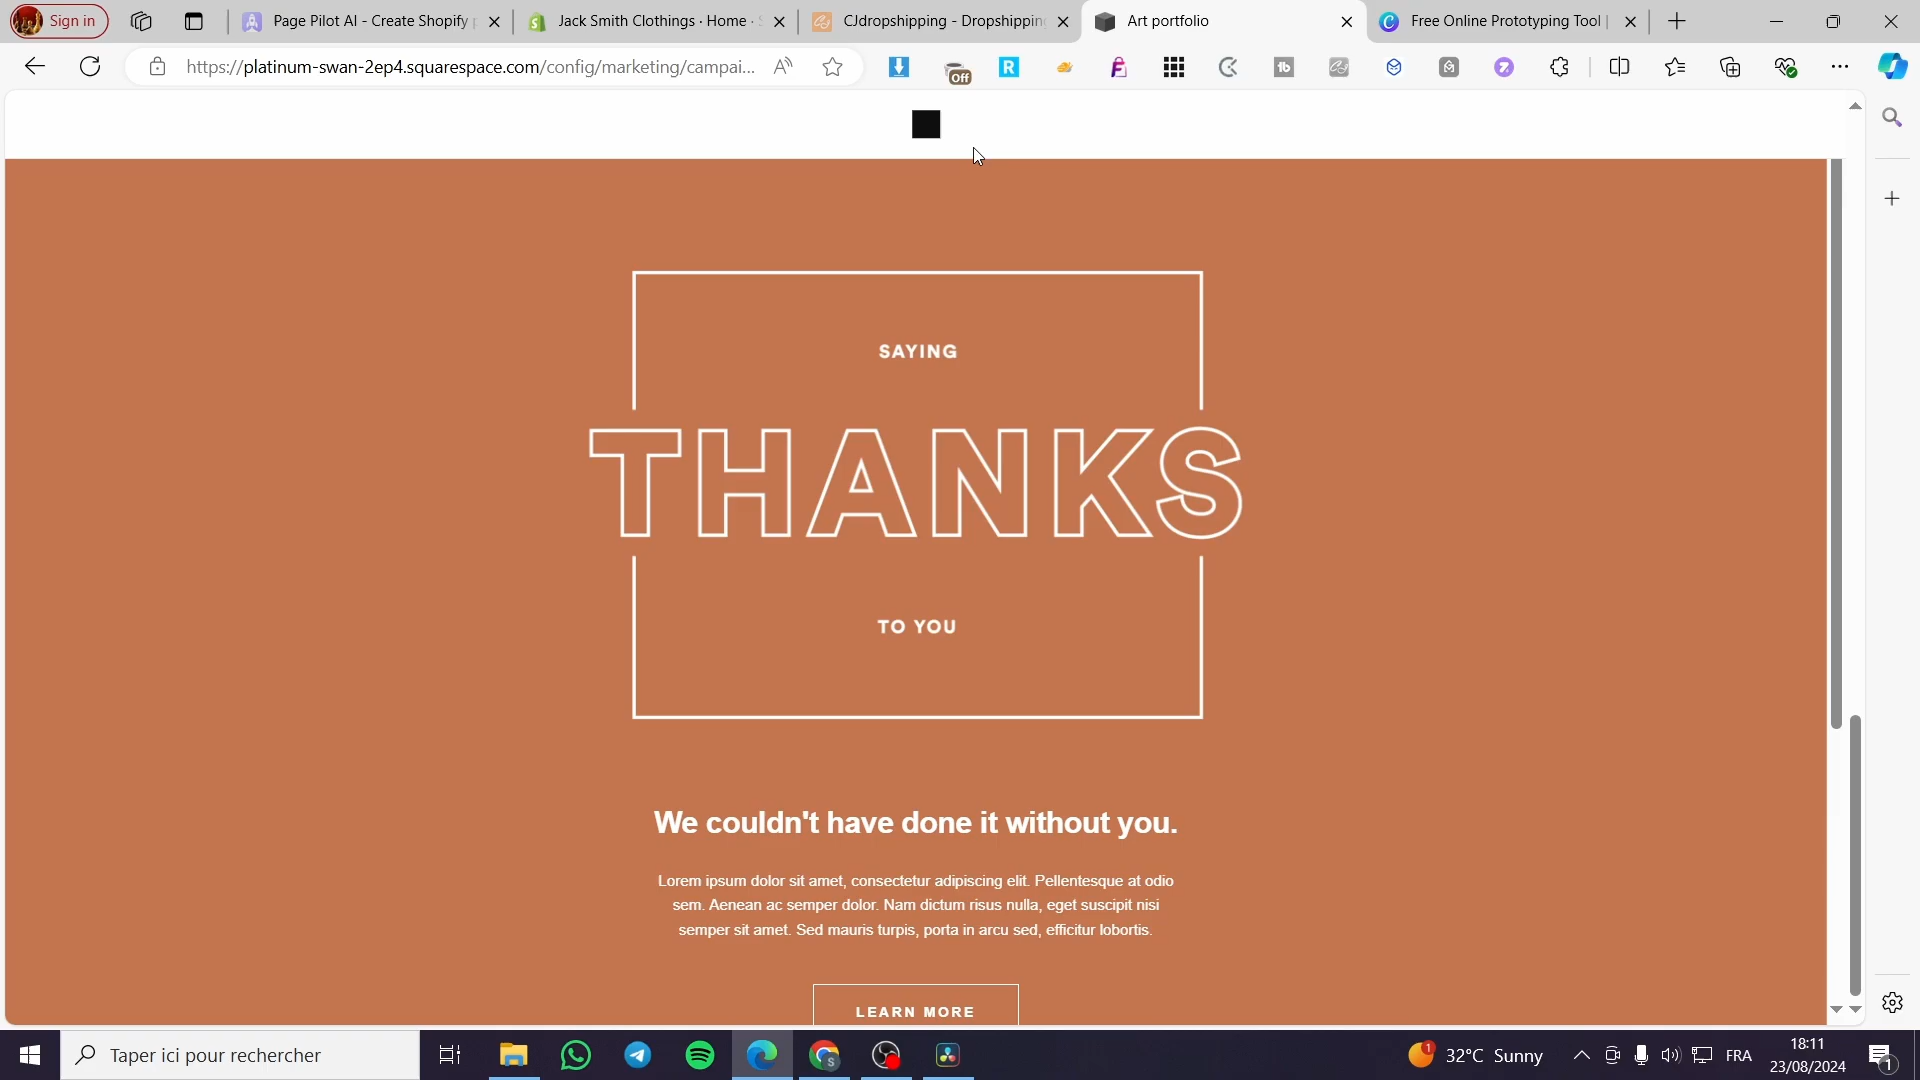 Sign in
Page Pilot AI - Create Shopify
Jack Smith Clothings · Home ·
CJdropshipping - Dropshippin
Art portfolio
Free Online Prototyping Tool |
https://platinum-swan-2ep4.squarespace.com/config/marketing/campai...
Off
SAYING
THANKS
TO YOU
We couldn't have done it without you.
Lorem ipsum dolor sit amet, consectetur adipiscing elit. Pellentesque at odio
sem. Aenean ac semper dolor. Nam dictum risus nulla, eget suscipit nisi
semper sit amet. Sed mauris turpis, porta in arcu sed, efficitur lobortis.
LEARN MORE
Taper ici pour rechercher
1
32°C Sunny
FRA
18:11
23/08/2024
1